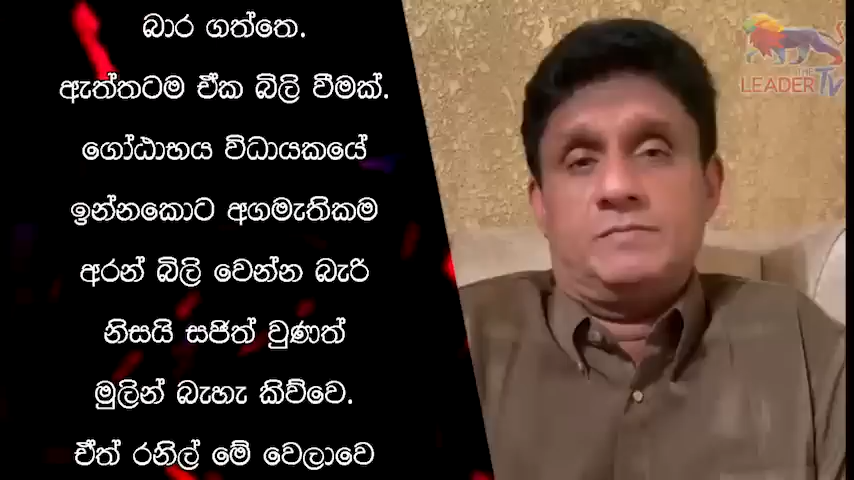 බාර ගත්තෙ.
ඇත්තටම ඒක බිලි වීමක්.
ගෝඨාභය විධායකයේ
ඉන්නකොට අගමැතිකම
අරන් බිලි වෙන්න බැරි
නිසයි සජිත් වුණත්
මුලින් බැහැ කිව්වෙ.
ඒත් රනිල් මේ වෙලාවෙ
THE
LEADER TV